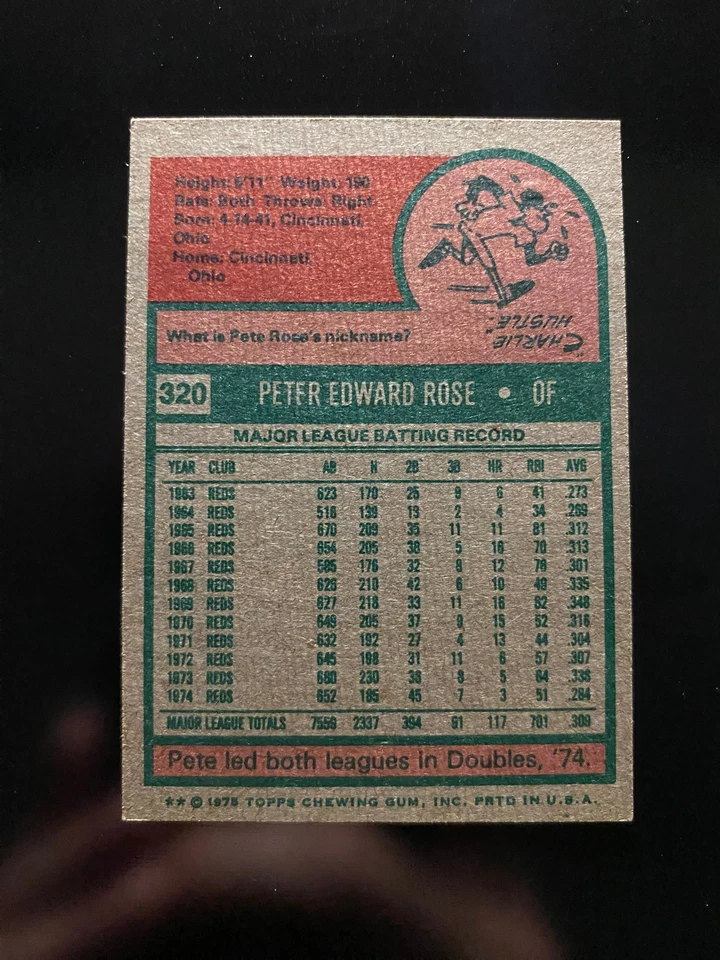 Height: 5'11" Weight: 190
Bats: Both Throws: Right
Born: 4-14-41, Cincinnati,
Ohio
Home: Cincinnati,
Ohio
What is Pete Rose's nickname?
"CHARLIE
HUSTLE"
320 PETER EDWARD ROSE • OF
MAJOR LEAGUE BATTING RECORD
YEAR CLUB AB H 2B 3B HR RBI AVG
1963 REDS 623 170 25 9 6 41 .273
1964 REDS 516 139 13 2 4 34 .269
1965 REDS 670 209 35 11 11 81 .312
1966 REDS 654 205 38 5 16 70 .313
1967 REDS 585 176 32 8 12 76 .301
1968 REDS 626 210 42 6 10 49 .335
1969 REDS 627 218 33 11 16 82 .348
1970 REDS 649 205 37 9 15 52 .316
1971 REDS 632 192 27 4 13 44 .304
1972 REDS 645 198 31 11 6 57 .307
1973 REDS 680 230 36 8 5 64 .338
1974 REDS 652 185 45 7 3 51 .284
MAJOR LEAGUE TOTALS 7559 2337 394 91 117 701 .309
Pete led both leagues in Doubles, '74.
** © 1975 TOPPS CHEWING GUM, INC. PRTD IN U.S.A.